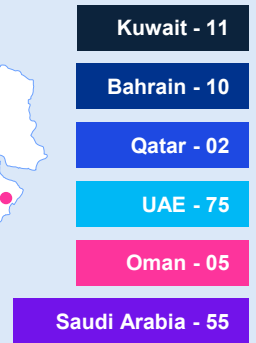 Kuwait - 11
Bahrain - 10
Qatar - 02
UAE - 75
Oman - 05
Saudi Arabia - 55